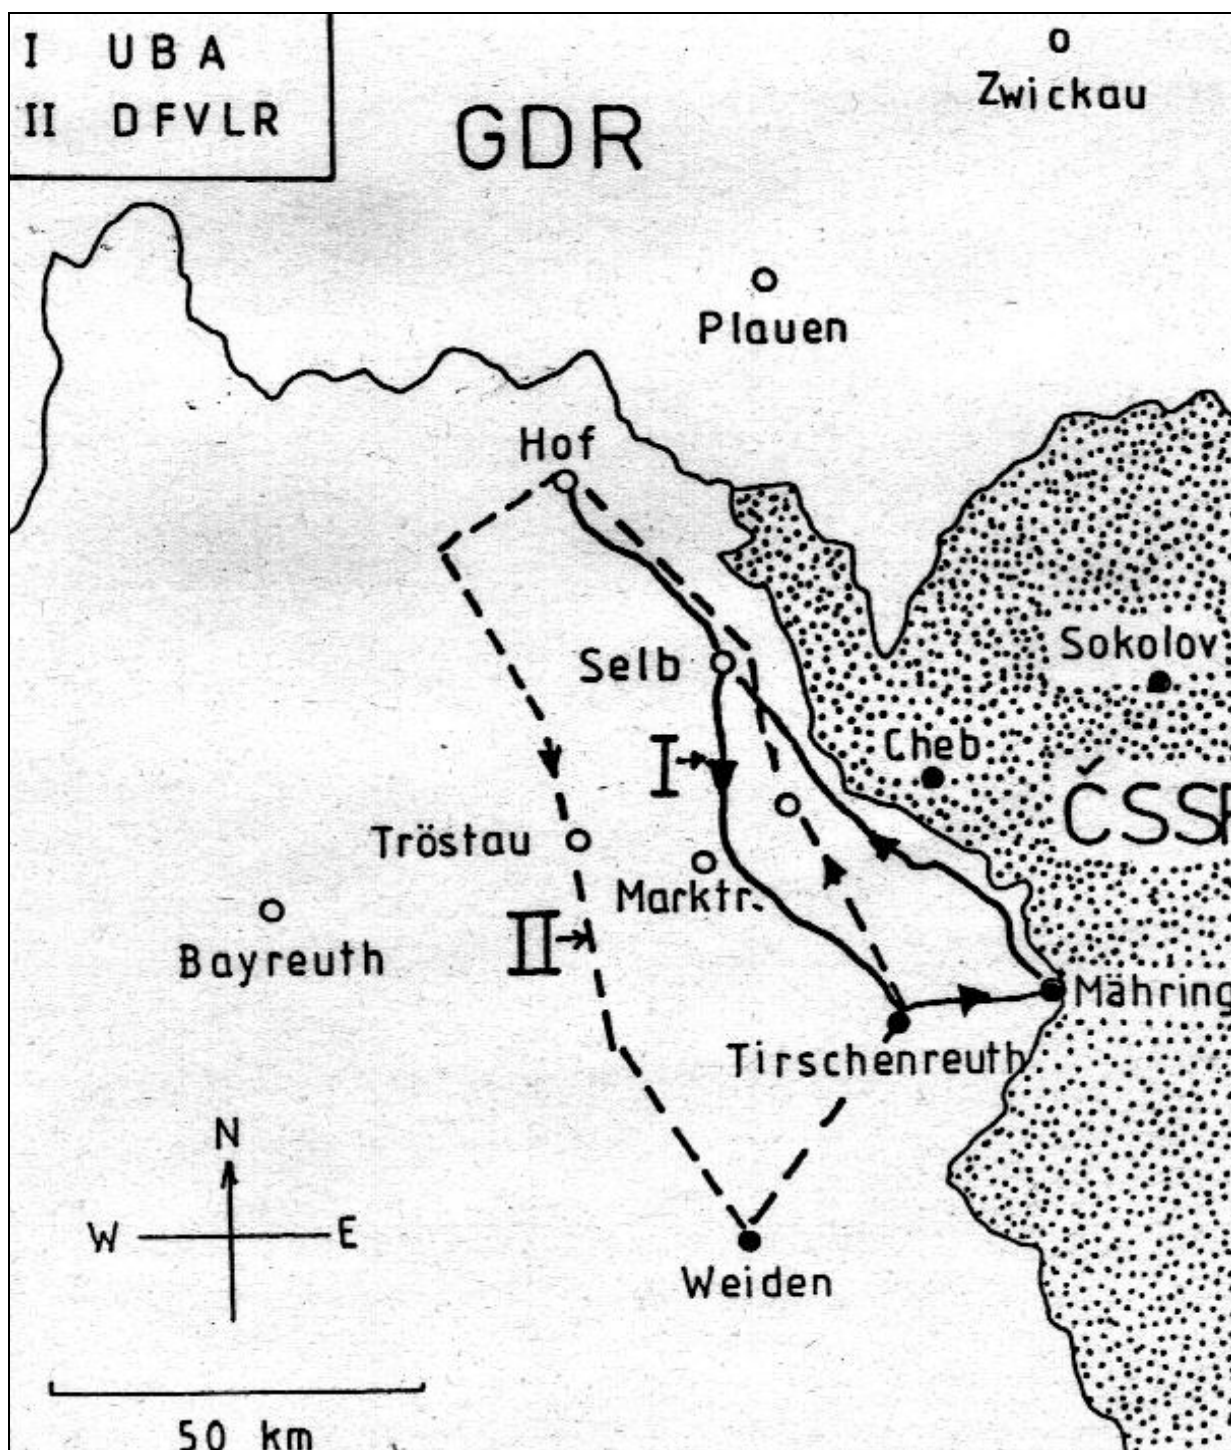 I UBA
II DFVLR
GDR
Zwickau
Plauen
Hof
Selb
Sokolov
I
Cheb
ČSSR
Tröstau
Marktr.
II
Bayreuth
Mähring
Tirschenreuth
N
W E
Weiden
50 km